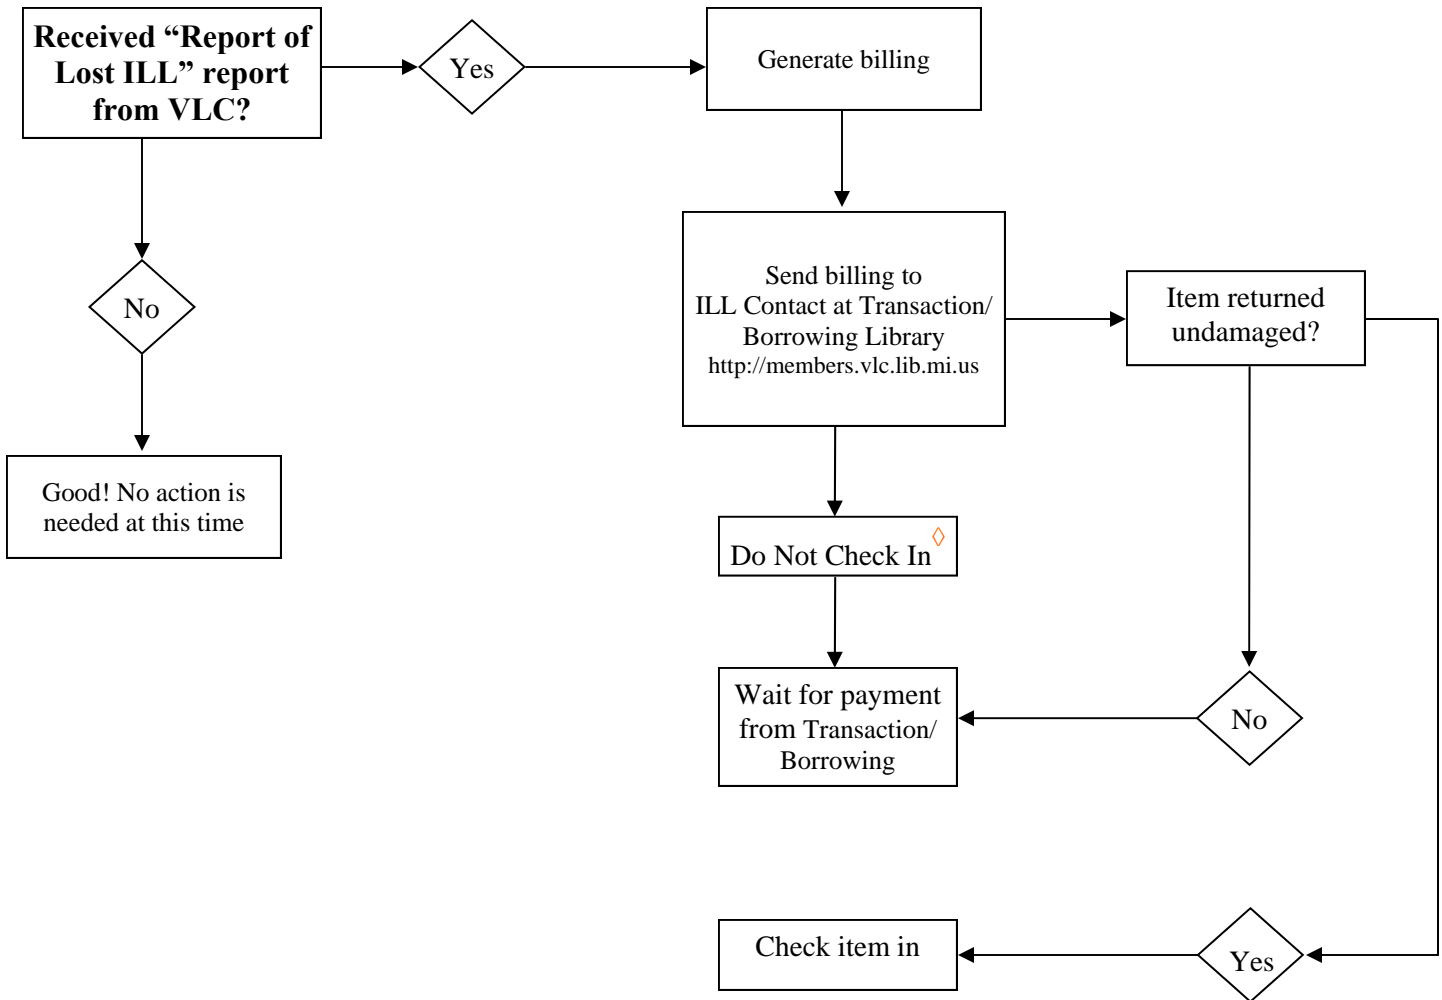 Received “Report of
Lost ILL” report
from VLC?
Yes
Generate billing
No
Good! No action is
needed at this time
Send billing to
ILL Contact at Transaction/
Borrowing Library
http://members.vlc.lib.mi.us
Item returned
undamaged?
Do Not Check In◊
Wait for payment
from Transaction/
Borrowing
No
Check item in
Yes